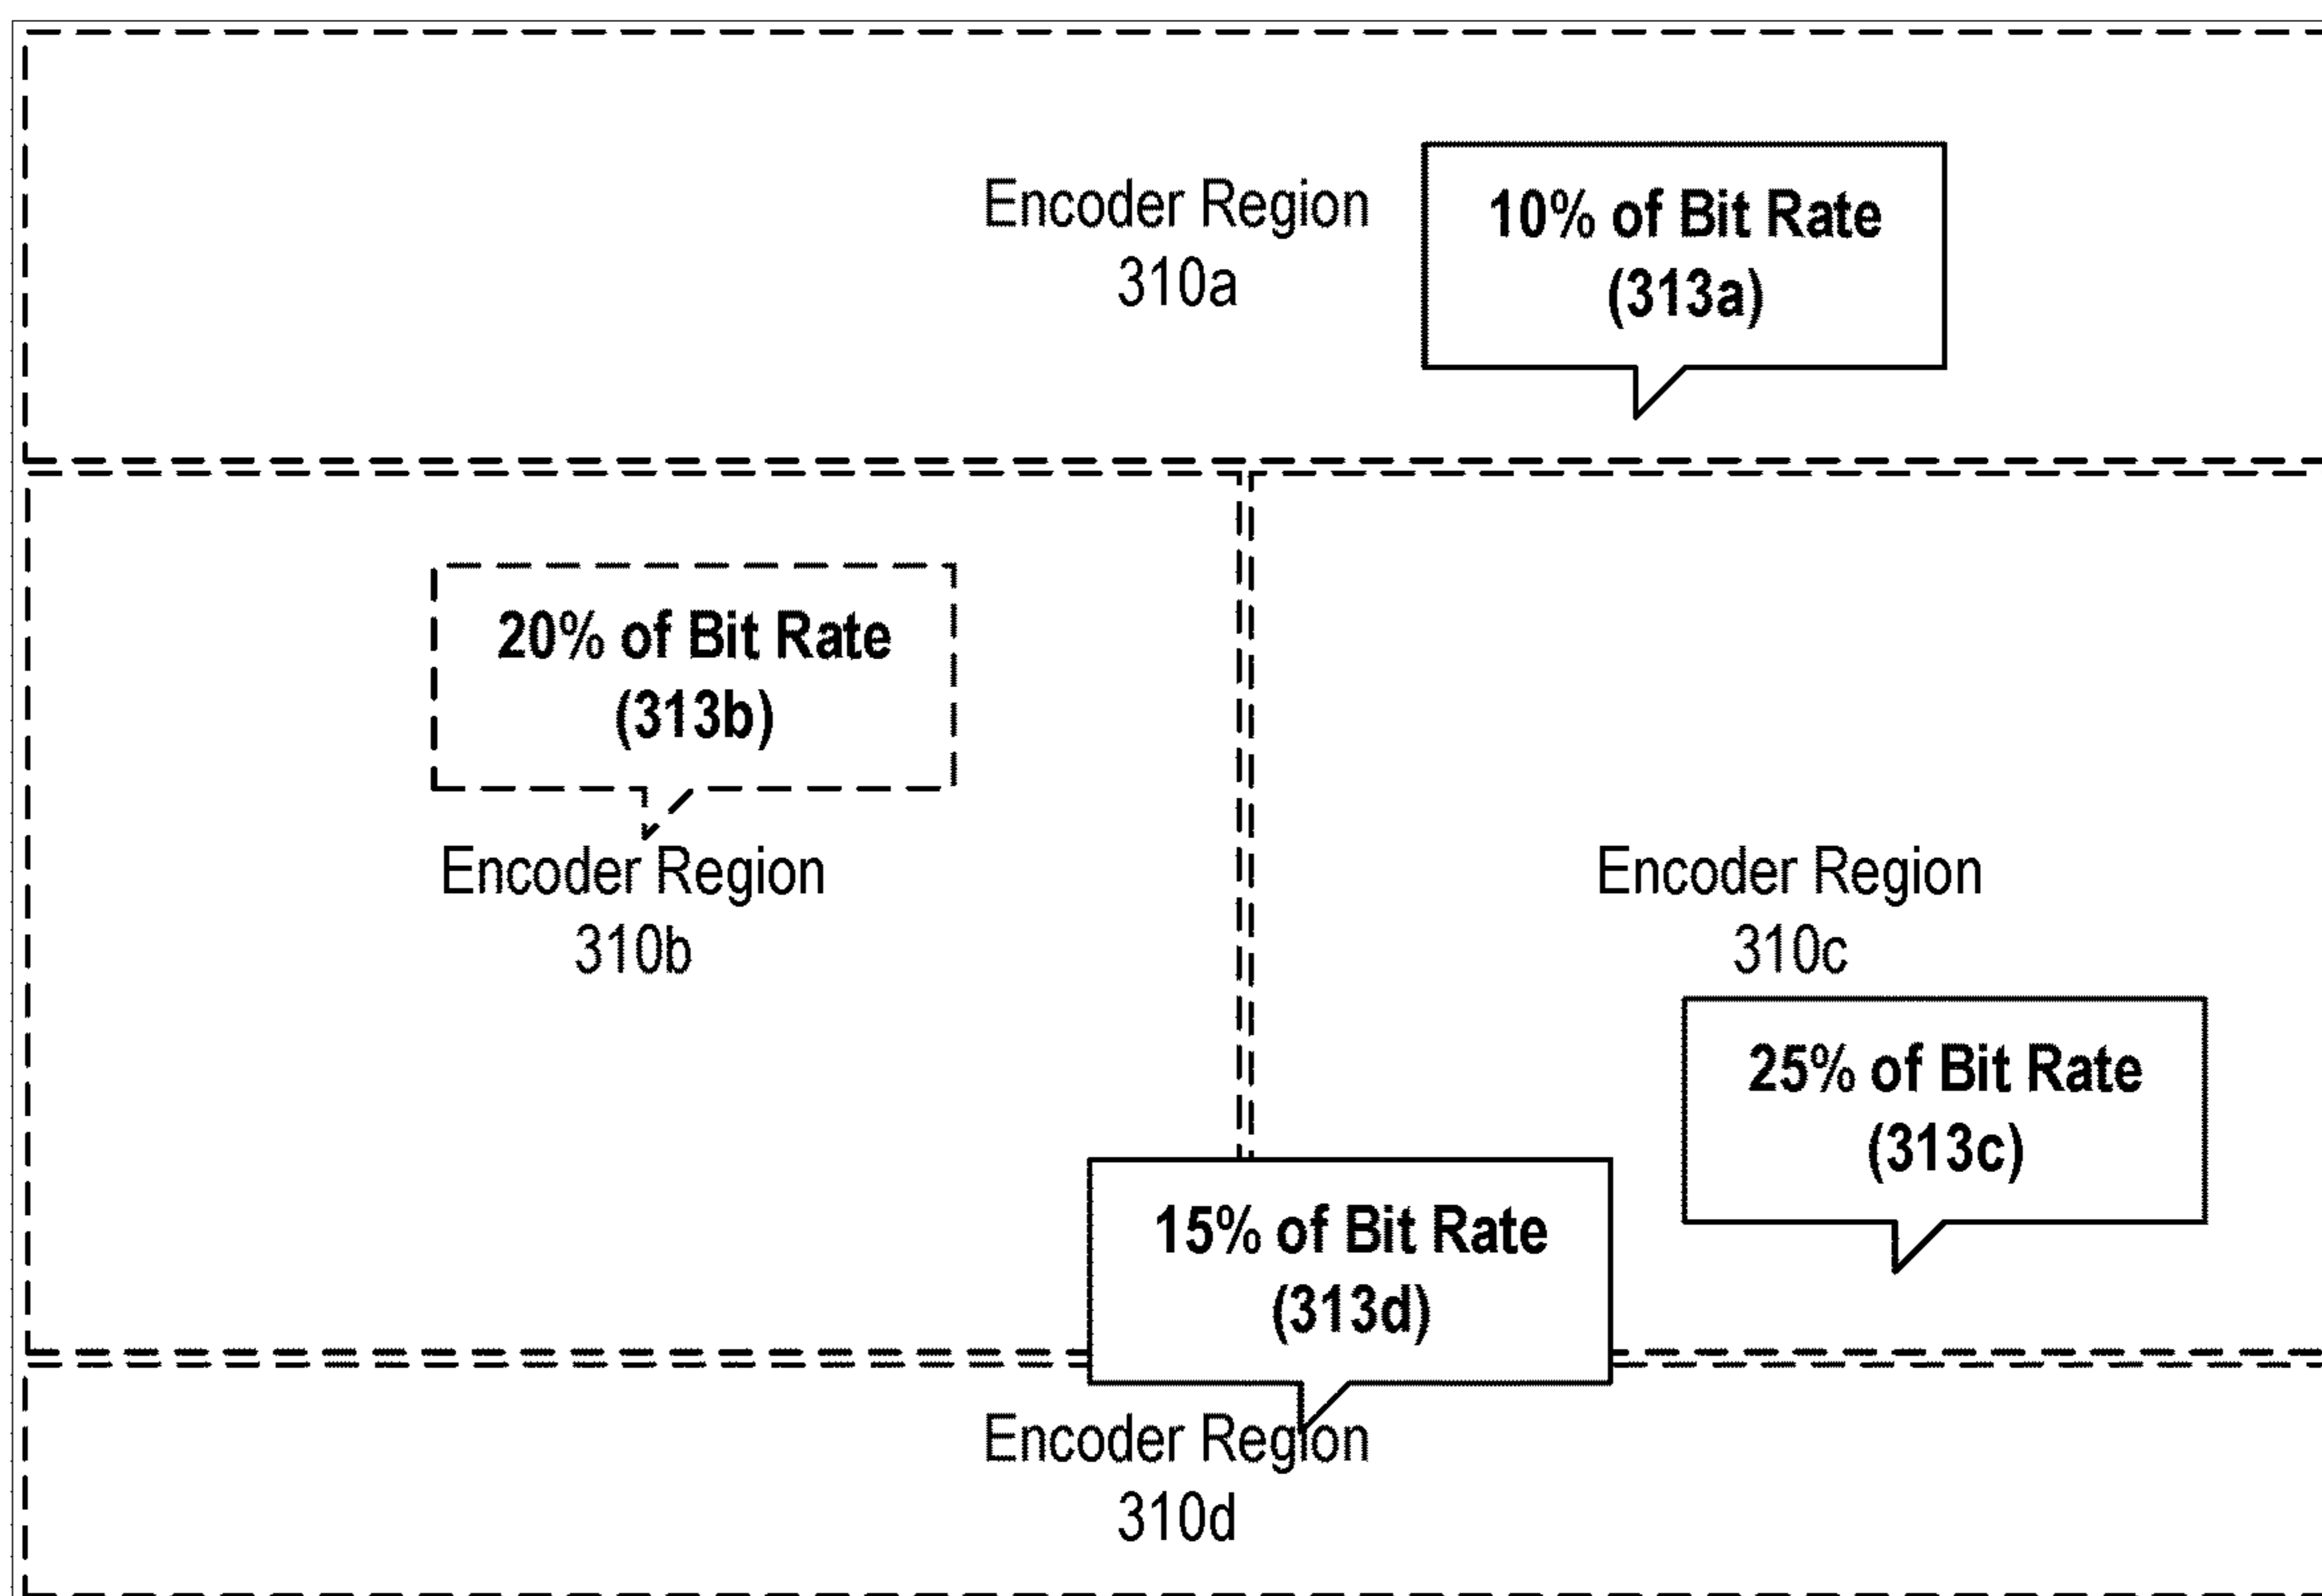 Encoder Region
310a
10% of Bit Rate
(313a)
20% of Bit Rate
(313b)
Encoder Region
310b
Encoder Region
310c
25% of Bit Rate
(313c)
15% of Bit Rate
(313d)
Encoder Region
310d